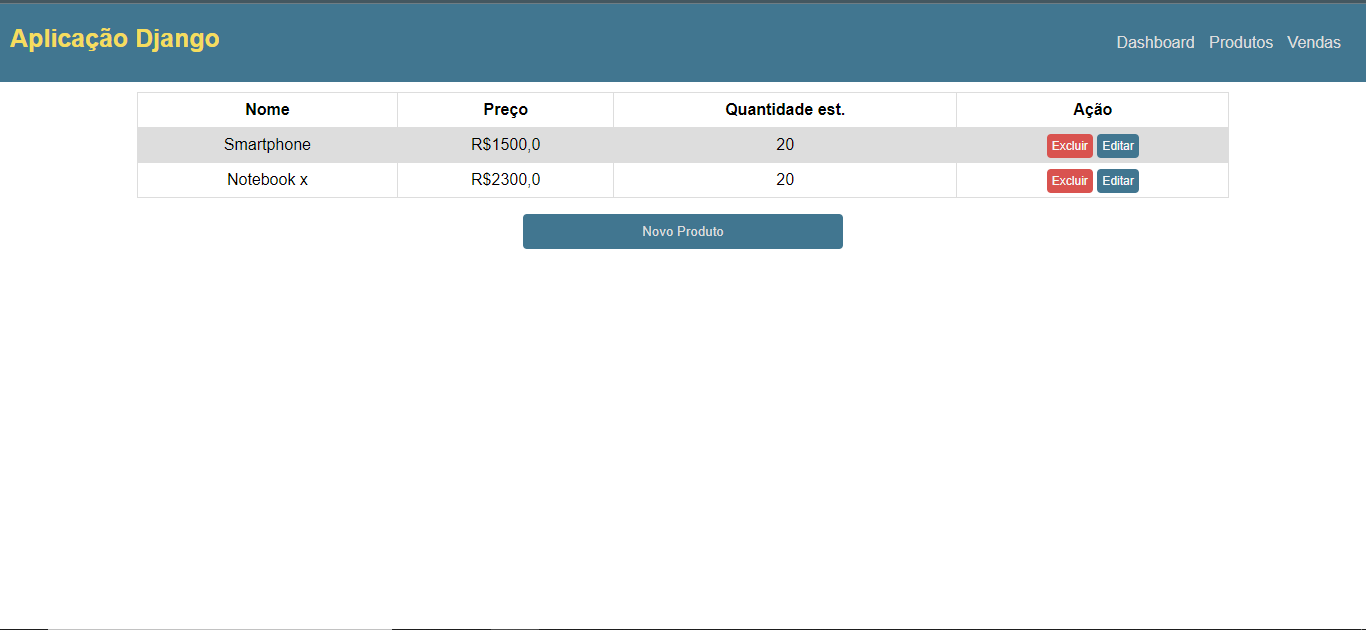 Aplicação Django
Dashboard Produtos Vendas
Nome Preço Quantidade est. Ação
Smartphone R$1500,0 20 Excluir Editar
Notebook x R$2300,0 20 Excluir Editar
Novo Produto